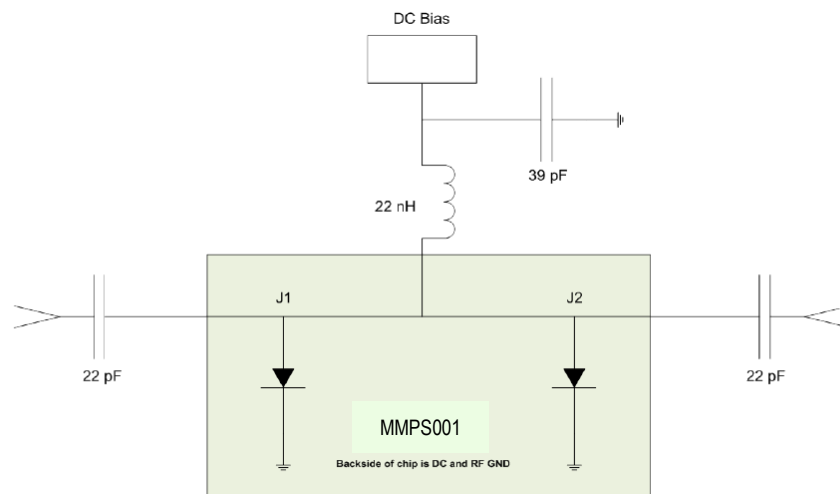 DC Bias
39 pF
22 nH
J1
J2
22 pF
22 pF
MMPS001
Backside of chip is DC and RF GND